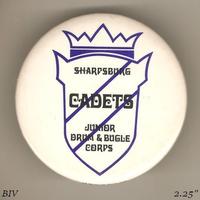 SHARPSBURG
CADETS
JUNIOR
DRUM & BUGLE
CORPS
BIV
2.25"